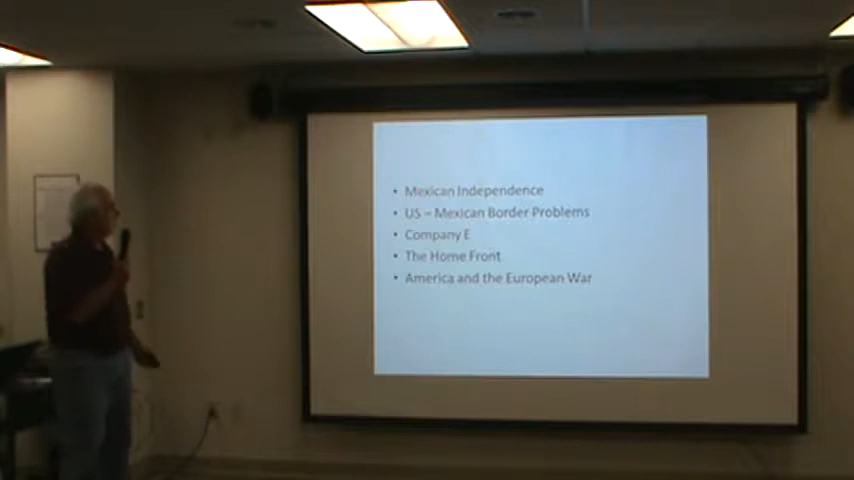 • Mexican Independence
• US – Mexican Border Problems
• Company E
• The Home Front
• America and the European War